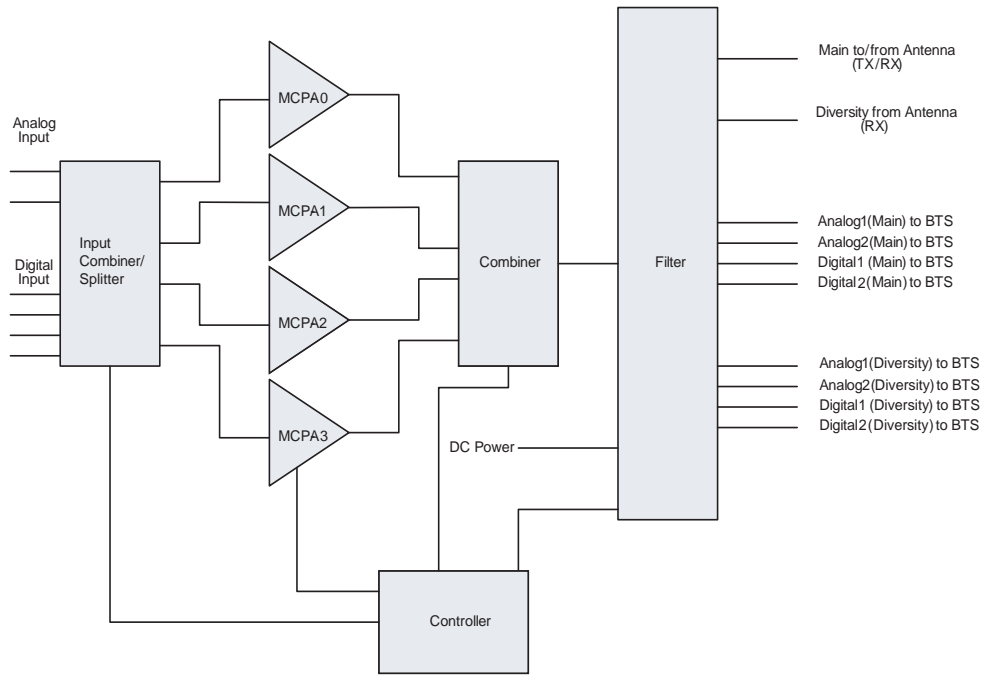 Analog
Input
Digital
Input
Input
Combiner/
Splitter
MCPA0
MCPA1
MCPA2
MCPA3
Combiner
DC Power
Controller
Filter
Main to/from Antenna
(TX/RX)
Diversity from Antenna
(RX)
Analog1(Main) to BTS
Analog2(Main) to BTS
Digital1 (Main) to BTS
Digital2(Main) to BTS
Analog1(Diversity) to BTS
Analog2(Diversity) to BTS
Digital1 (Diversity) to BTS
Digital2(Diversity) to BTS